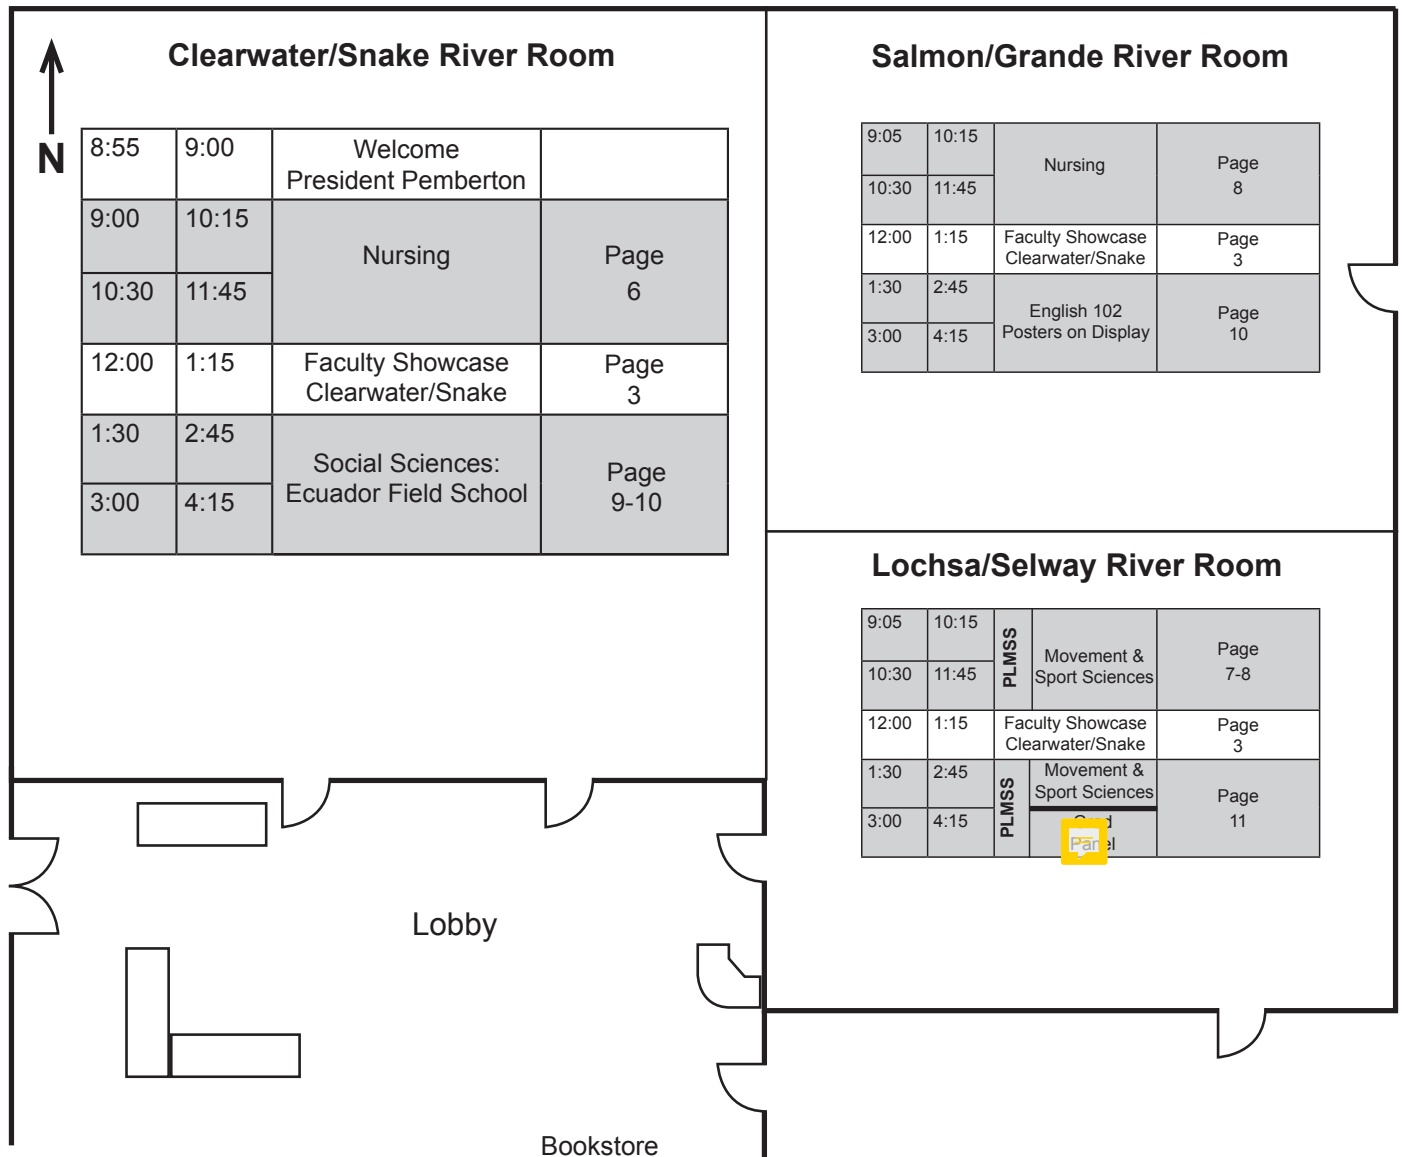 Clearwater/Snake River Room
N
8:55 9:00 Welcome
President Pemberton
9:00 10:15
Nursing Page
10:30 11:45 6
12:00 1:15 Faculty Showcase Page
Clearwater/Snake 3
1:30 2:45
Social Sciences: Page
Ecuador Field School 9-10
3:00 4:15
Salmon/Grande River Room
9:05 10:15
Nursing Page
10:30 11:45 8
12:00 1:15 Faculty Showcase Page
Clearwater/Snake 3
1:30 2:45
English 102 Page
3:00 4:15 Posters on Display 10
Lochsa/Selway River Room
9:05 10:15
PLMSS
Movement & Page
10:30 11:45 Sport Sciences 7-8
12:00 1:15 Faculty Showcase Page
Clearwater/Snake 3
1:30 2:45 Movement &
PLMSS
Sport Sciences Page
3:00 4:15 11
Panel
Lobby
Bookstore